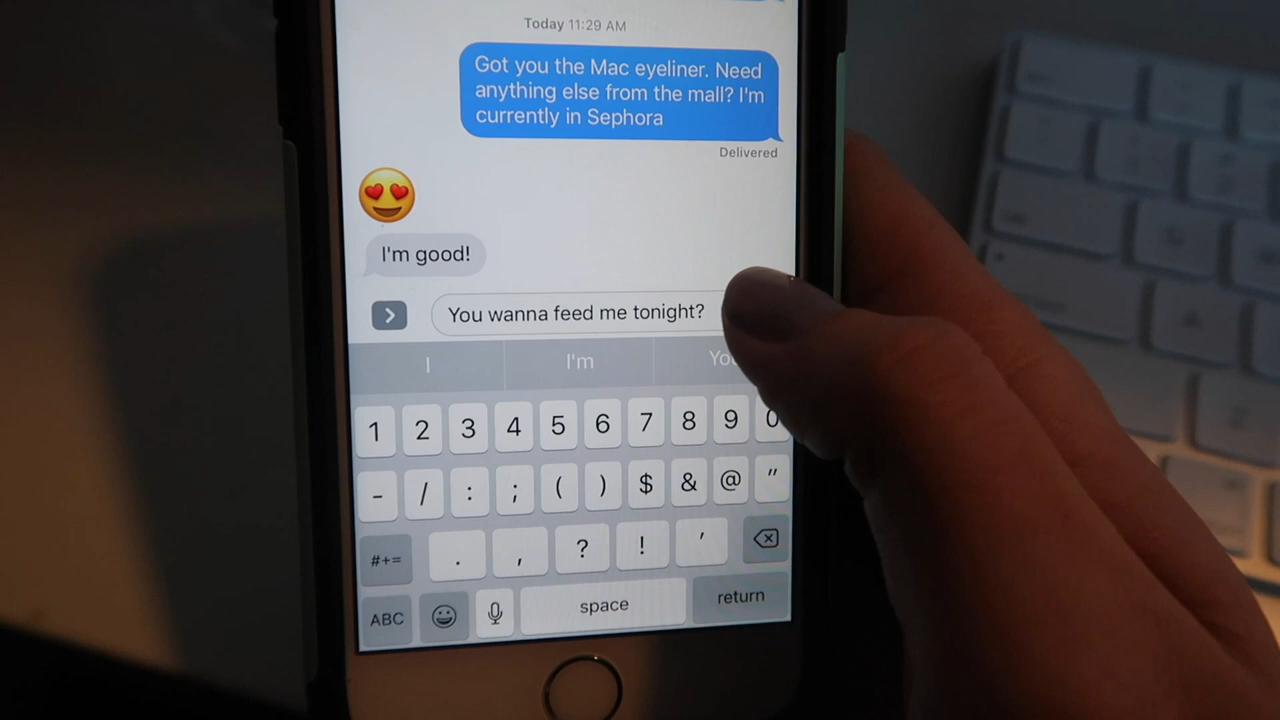 Today 11:29 AM
Got you the Mac eyeliner. Need
anything else from the mall? I'm
currently in Sephora
Delivered
I'm good!
You wanna feed me tonight?
I I'm
1 2 3 4 5 6 7 8 9 0
- / : ; ( ) $ & @ "
#+= . , ? ! '
ABC space return